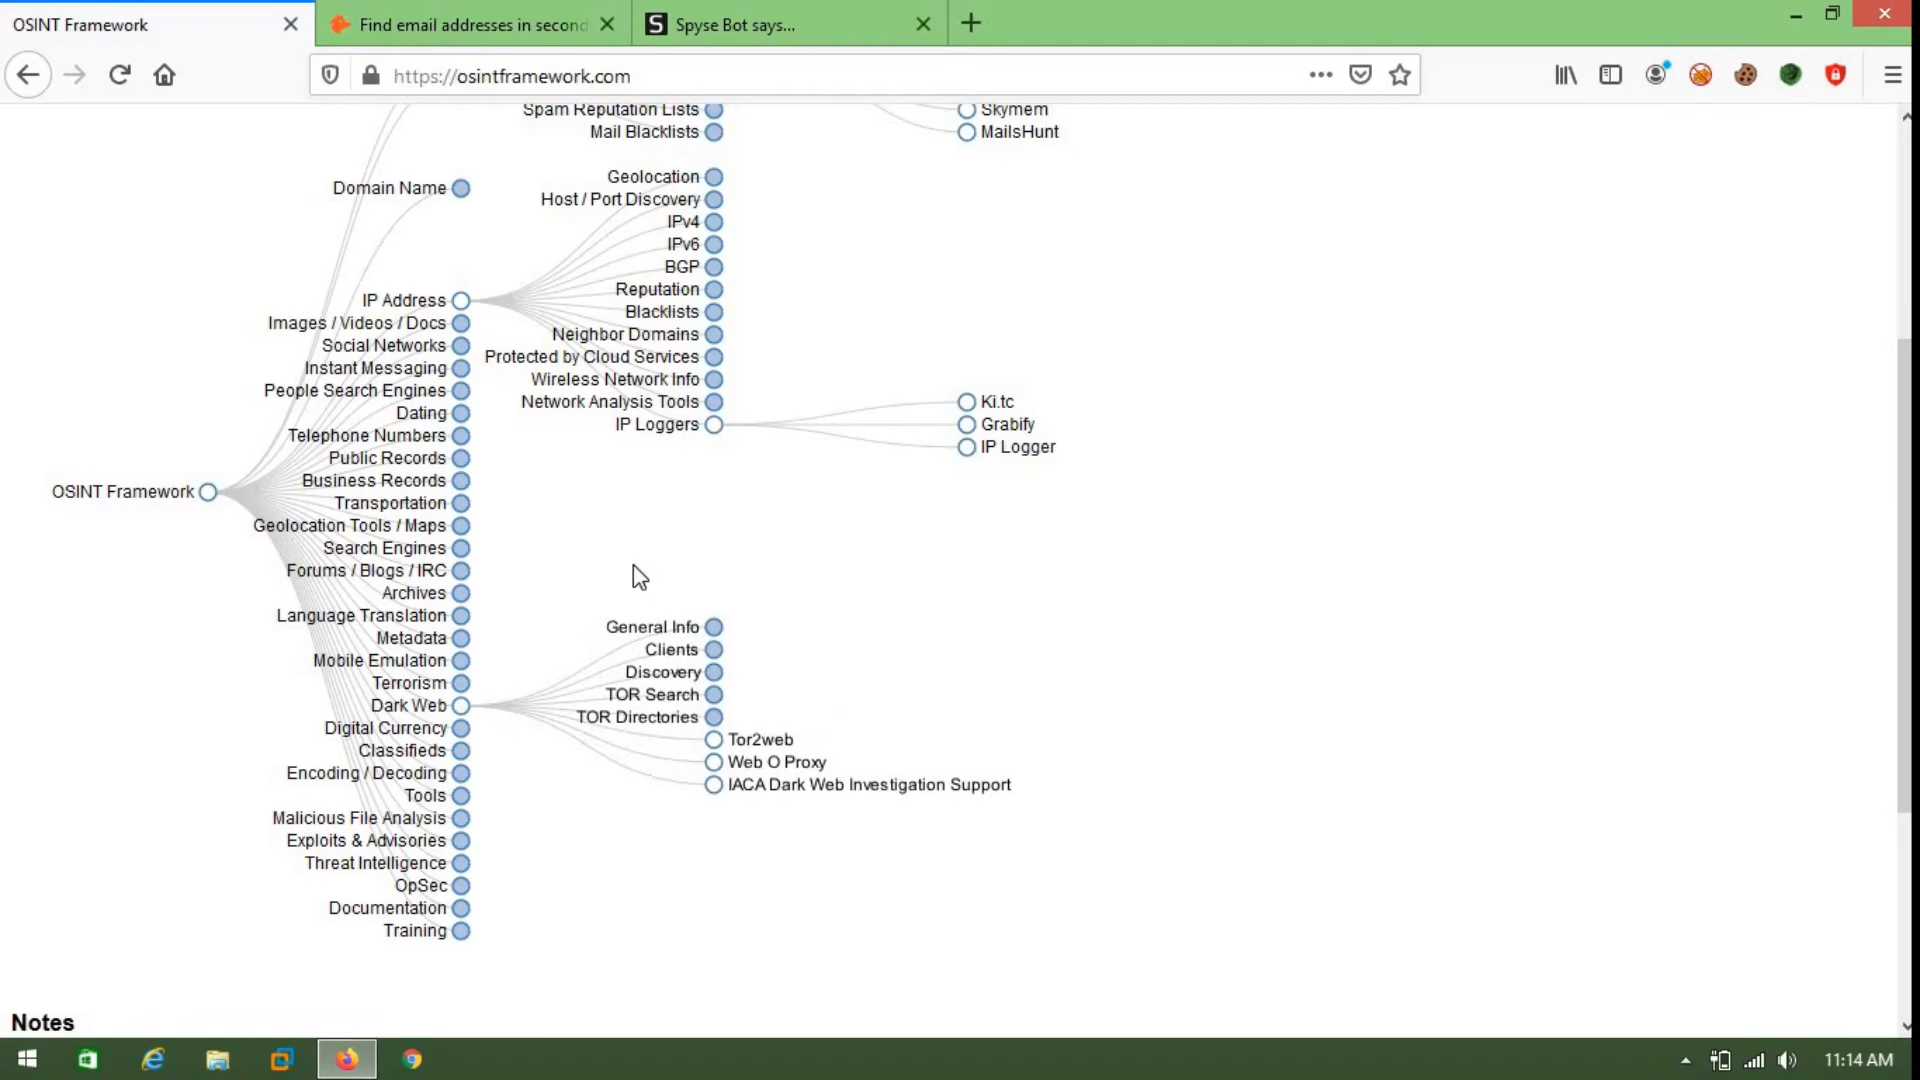 OSINT Framework
Find email addresses in second
Spyse Bot says...
https://osintframework.com
Spam Reputation Lists
Mail Blacklists
Skymem
MailsHunt
Domain Name
Geolocation
Host / Port Discovery
IPv4
IPv6
BGP
Reputation
Blacklists
Neighbor Domains
Protected by Cloud Services
Wireless Network Info
Network Analysis Tools
IP Loggers
Ki.tc
Grabify
IP Logger
OSINT Framework
IP Address
Images / Videos / Docs
Social Networks
Instant Messaging
People Search Engines
Dating
Telephone Numbers
Public Records
Business Records
Transportation
Geolocation Tools / Maps
Search Engines
Forums / Blogs / IRC
Archives
Language Translation
Metadata
Mobile Emulation
Terrorism
Dark Web
Digital Currency
Classifieds
Encoding / Decoding
Tools
Malicious File Analysis
Exploits & Advisories
Threat Intelligence
OpSec
Documentation
Training
General Info
Clients
Discovery
TOR Search
TOR Directories
Tor2web
Web O Proxy
IACA Dark Web Investigation Support
Notes
11:14 AM